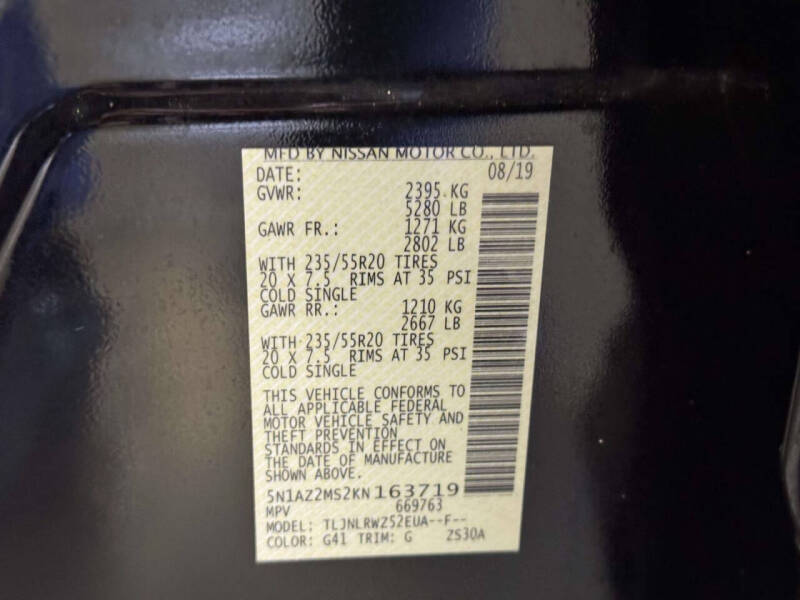 MFD BY NISSAN MOTOR CO., LTD.
DATE: 08/19
GVWR: 2395 KG
5280 LB
GAWR FR.: 1271 KG
2802 LB
WITH 235/55R20 TIRES
20 X 7.5 RIMS AT 35 PSI
COLD SINGLE
GAWR RR.: 1210 KG
2667 LB
WITH 235/55R20 TIRES
20 X 7.5 RIMS AT 35 PSI
COLD SINGLE
THIS VEHICLE CONFORMS TO
ALL APPLICABLE FEDERAL
MOTOR VEHICLE SAFETY AND
THEFT PREVENTION
STANDARDS IN EFFECT ON
THE DATE OF MANUFACTURE
SHOWN ABOVE.
5N1AZ2MS2KN163719
MPV 669763
MODEL: TLJNLRWZ52EUA--F--
COLOR: G41 TRIM: G ZS30A